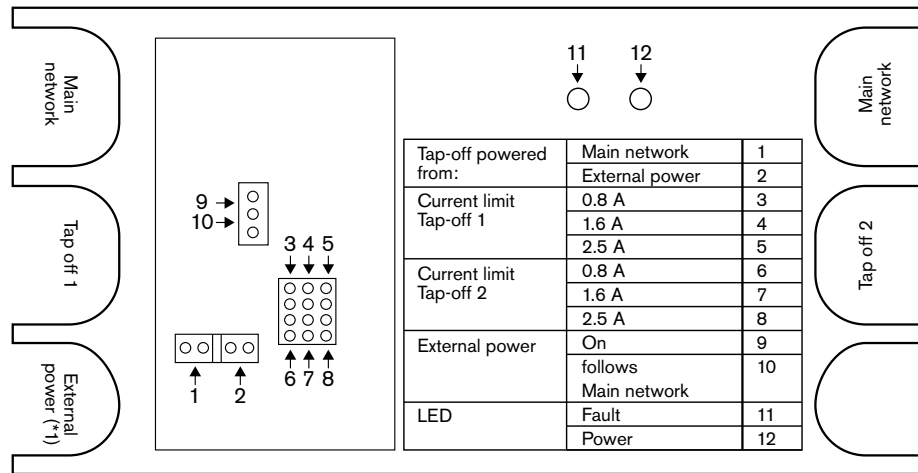 Main
network
Tap off 1
External
power (*1)
9
10
3 4 5
1 2
6 7 8
11 12
Tap-off powered
from:
Main network 1
External power 2
Current limit
Tap-off 1
0.8 A 3
1.6 A 4
2.5 A 5
Current limit
Tap-off 2
0.8 A 6
1.6 A 7
2.5 A 8
External power
On 9
follows
Main network
10
LED
Fault 11
Power 12
Main
network
Tap off 2